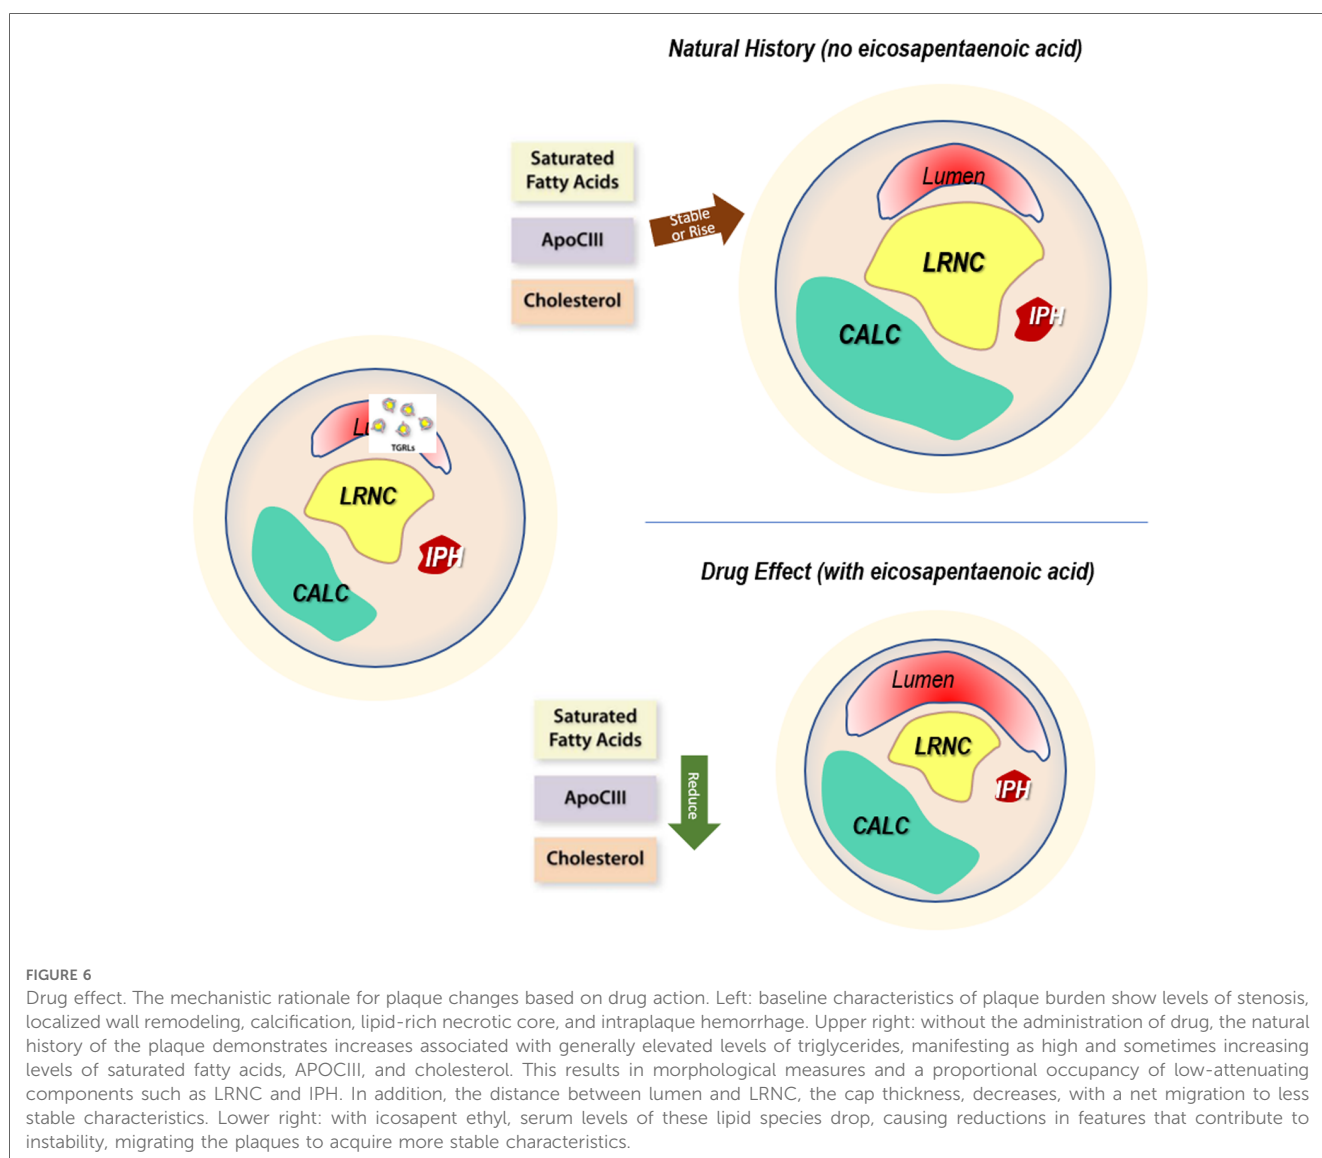 Natural History (no eicosapentaenoic acid)
Saturated
Fatty Acids
ApoCIII
Cholesterol
Stable
or Rise
Lumen
LRNC
CALC
IPH
Lu
TGRLs
LRNC
IPH
CALC
Drug Effect (with eicosapentaenoic acid)
Saturated
Fatty Acids
ApoCIII
Cholesterol
Reduce
Lumen
LRNC
IPH
CALC
FIGURE 6
Drug effect. The mechanistic rationale for plaque changes based on drug action. Left: baseline characteristics of plaque burden show levels of stenosis,
localized wall remodeling, calcification, lipid-rich necrotic core, and intraplaque hemorrhage. Upper right: without the administration of drug, the natural
history of the plaque demonstrates increases associated with generally elevated levels of triglycerides, manifesting as high and sometimes increasing
levels of saturated fatty acids, APOCIII, and cholesterol. This results in morphological measures and a proportional occupancy of low-attenuating
components such as LRNC and IPH. In addition, the distance between lumen and LRNC, the cap thickness, decreases, with a net migration to less
stable characteristics. Lower right: with icosapent ethyl, serum levels of these lipid species drop, causing reductions in features that contribute to
instability, migrating the plaques to acquire more stable characteristics.